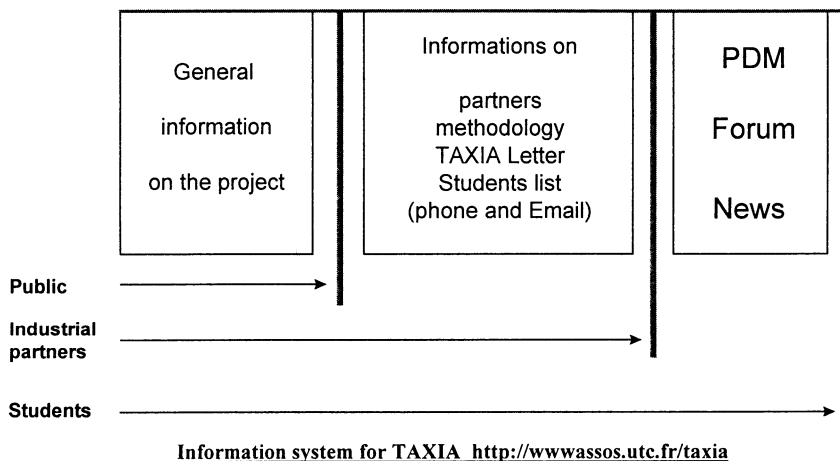 General
information
on the project
Informations on
partners
methodology
TAXIA Letter
Students list
(phone and Email)
PDM
Forum
News
Public
Industrial
partners
Students
Information system for TAXIA http://wwwassos.utc.fr/taxia